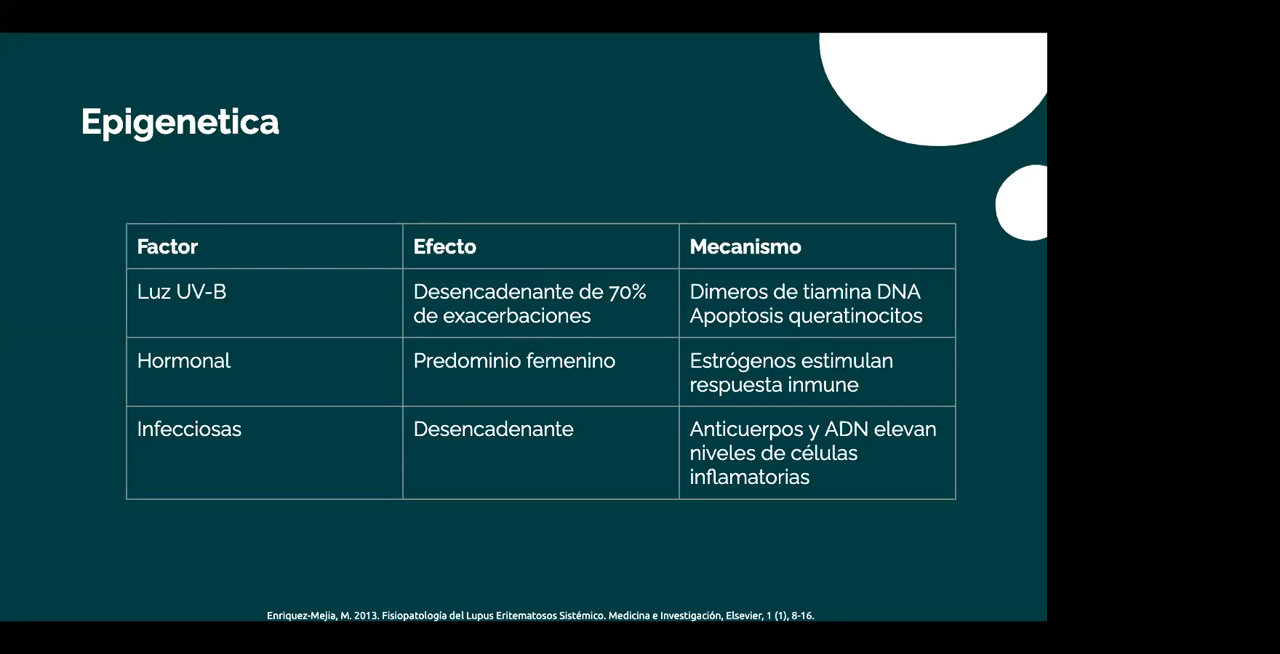 Epigenetica
Factor Efecto Mecanismo
Luz UV-B Desencadenante de 70% de exacerbaciones Dimeros de tiamina DNA Apoptosis queratinocitos
Hormonal Predominio femenino Estrógenos estimulan respuesta inmune
Infecciosas Desencadenante Anticuerpos y ADN elevan niveles de células inflamatorias
Enriquez-Mejia, M. 2013. Fisiopatología del Lupus Eritematosos Sistémico. Medicina e Investigación, Elsevier, 1 (1), 8-16.